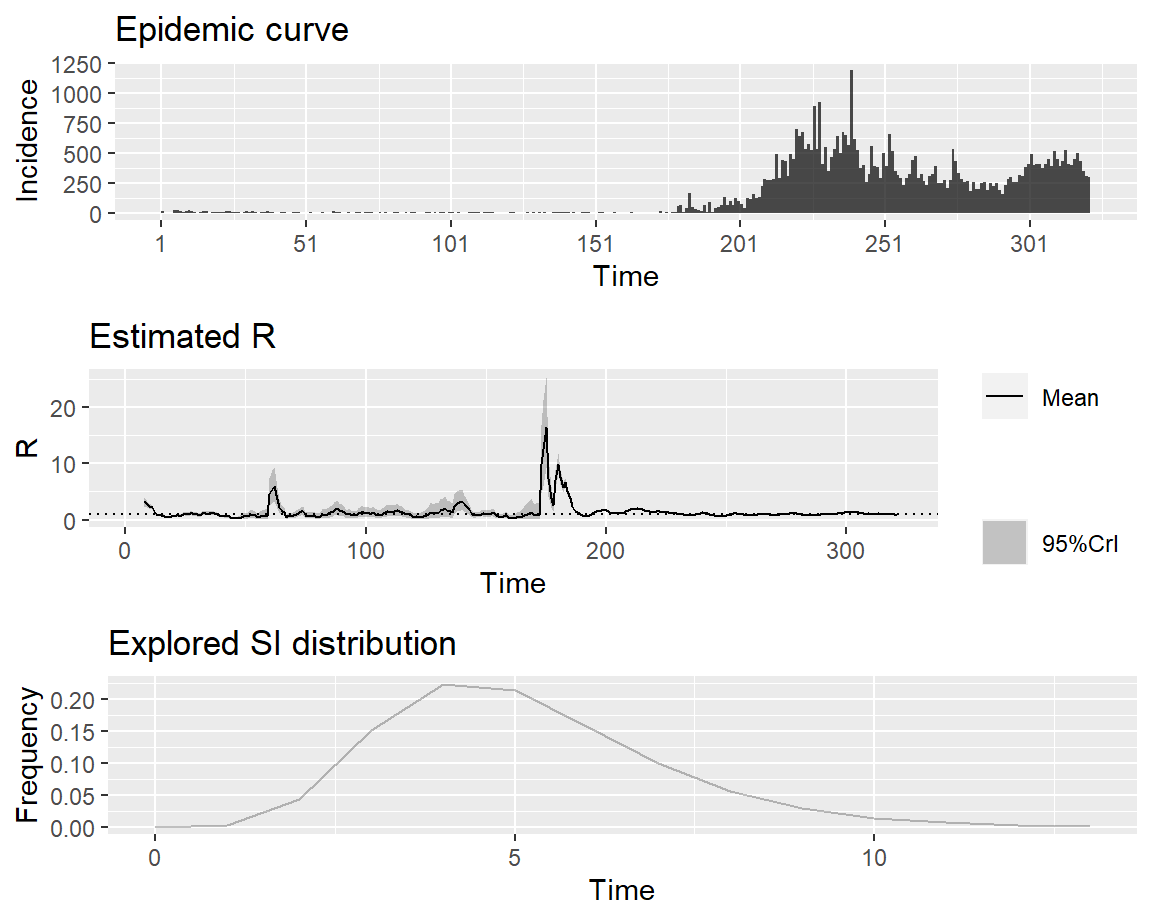 Epidemic curve
Incidence
1250
1000
750
500
250
0
1 51 101 151 201 251 301
Time
Estimated R
R
20
10
0
0 100 200 300
Time
Mean
95%CrI
Explored SI distribution
Frequency
0.20
0.15
0.10
0.05
0.00
0 5 10
Time